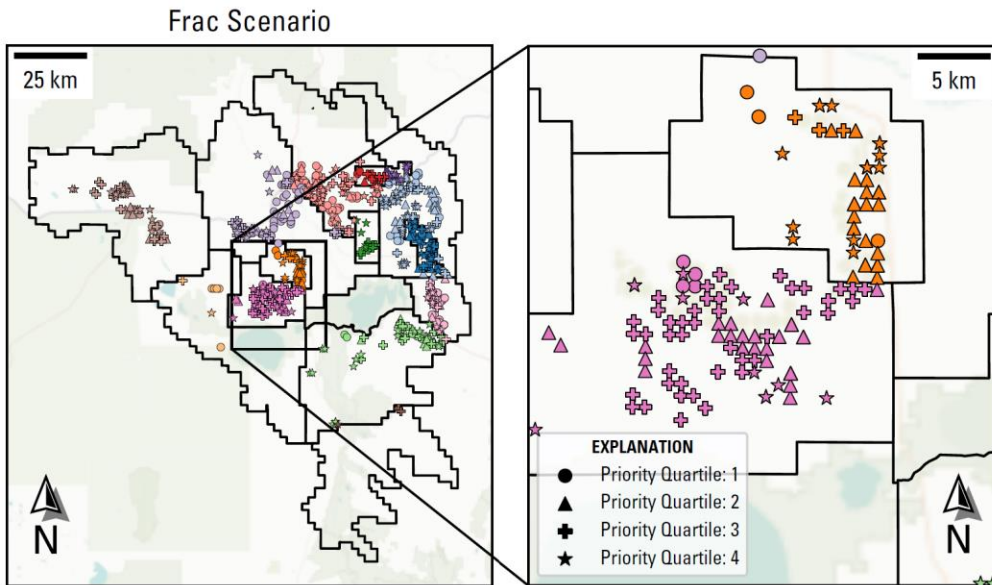 Frac Scenario
25 km
5 km
EXPLANATION
Priority Quartile: 1
Priority Quartile: 2
Priority Quartile: 3
Priority Quartile: 4
N
N